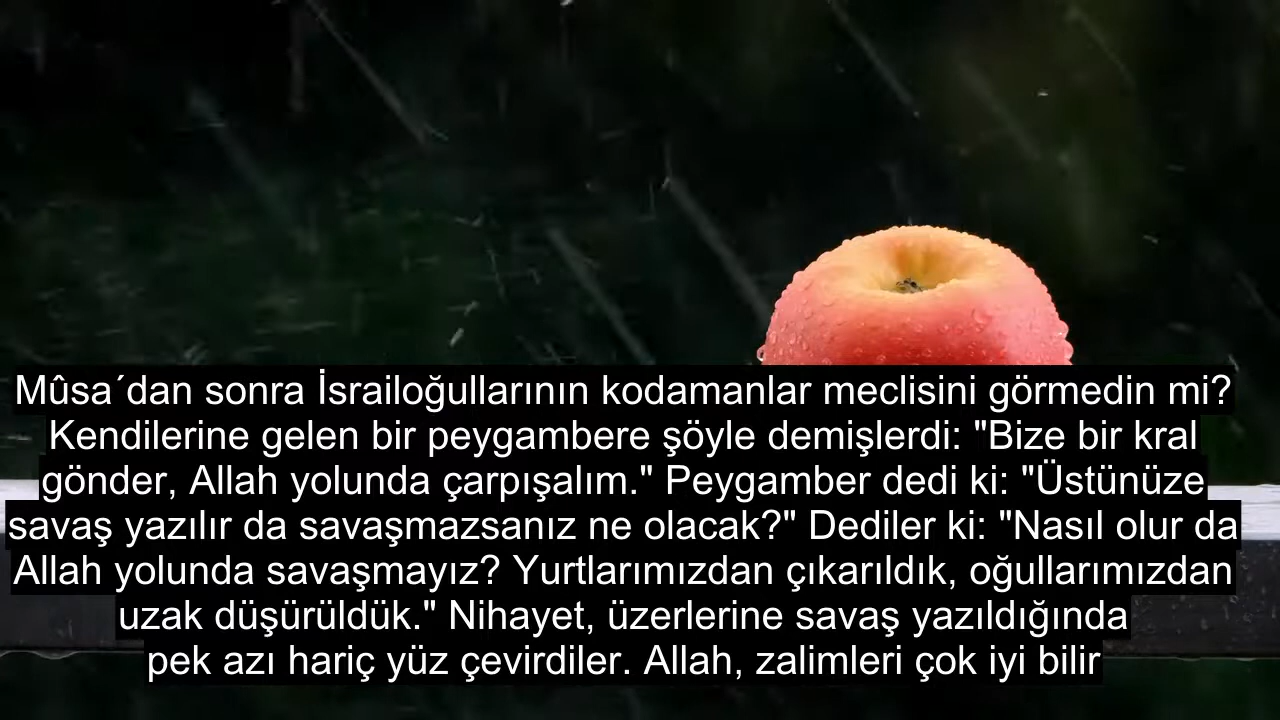 Mûsa´dan sonra İsrailoğullarının kodamanlar meclisini görmedin mi?
Kendilerine gelen bir peygambere şöyle demişlerdi: "Bize bir kral
gönder, Allah yolunda çarpışalım." Peygamber dedi ki: "Üstünüze
savaş yazılır da savaşmazsanız ne olacak?" Dediler ki: "Nasıl olur da
Allah yolunda savaşmayız? Yurtlarımızdan çıkarıldık, oğullarımızdan
uzak düşürüldük." Nihayet, üzerlerine savaş yazıldığında
pek azı hariç yüz çevirdiler. Allah, zalimleri çok iyi bilir